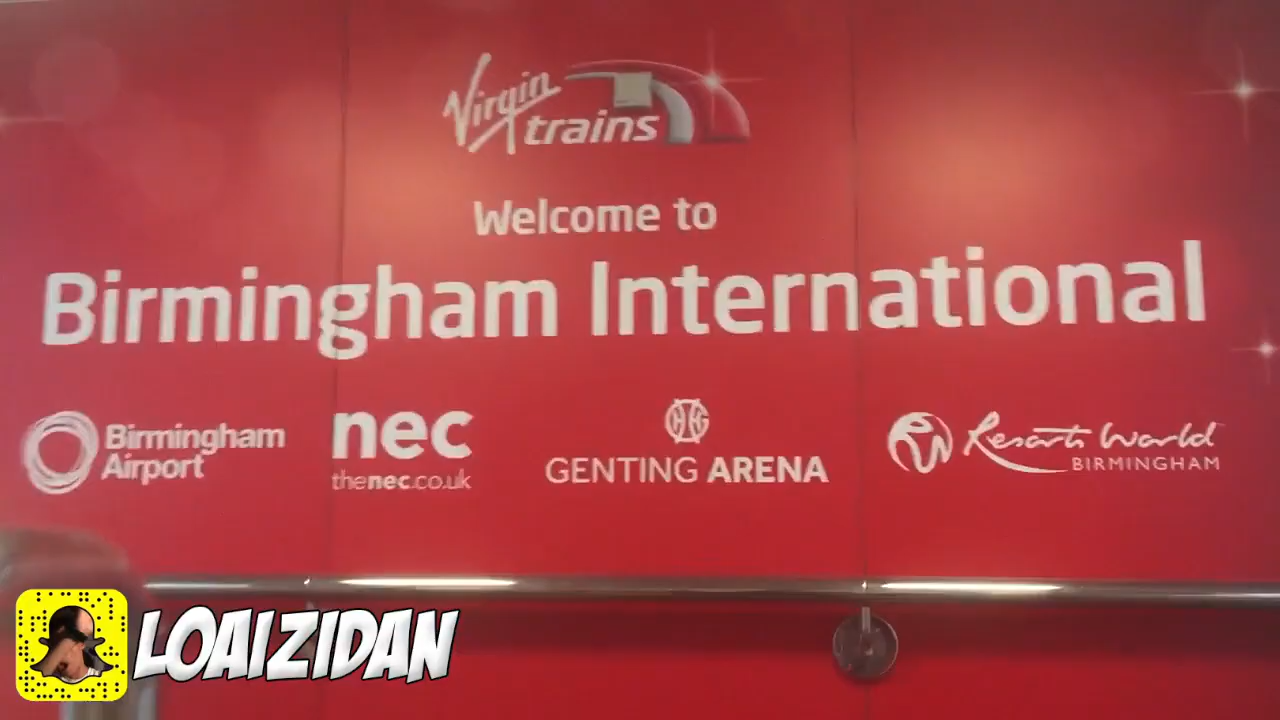 Virgin
trains
Welcome to
Birmingham International
Birmingham
Airport
nec
thenec.co.uk
GENTING ARENA
Resorts World
BIRMINGHAM
LOAIZIDAN